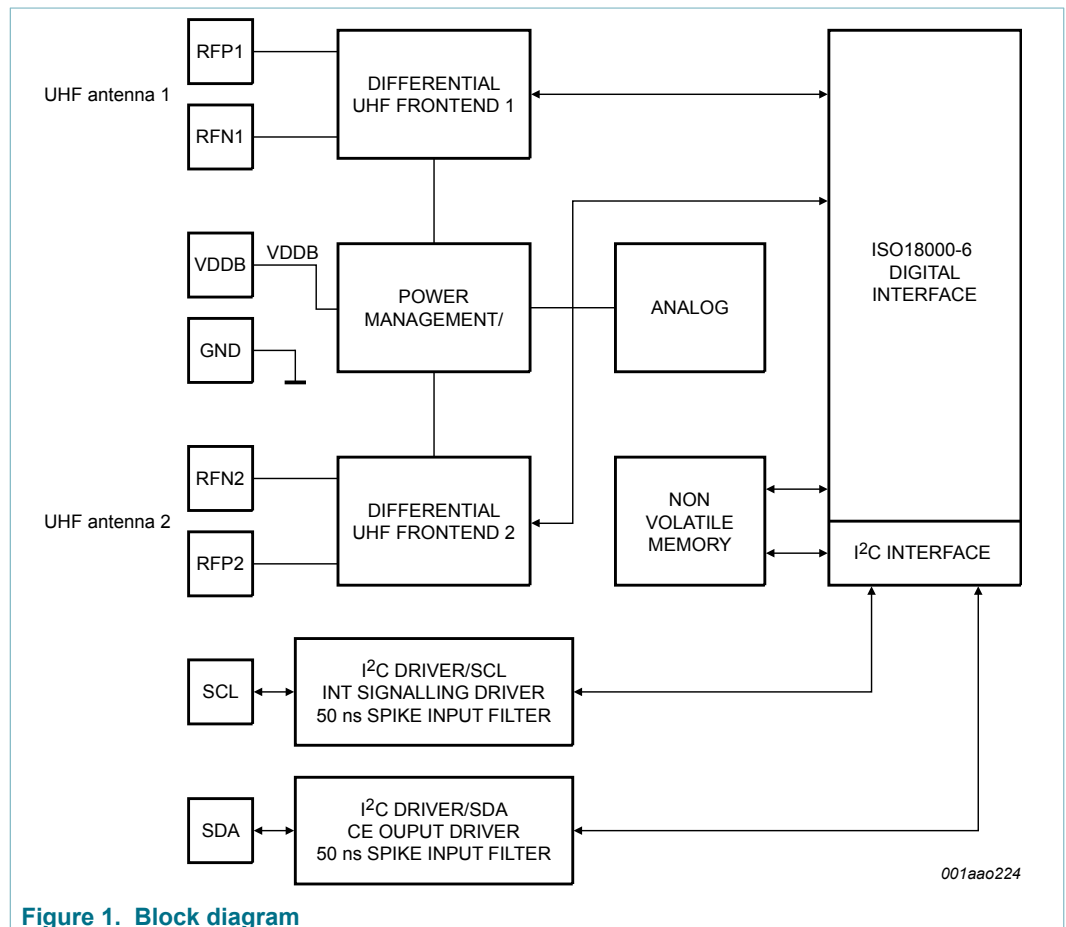 RFP1
UHF antenna 1
RFN1
DIFFERENTIAL
UHF FRONTEND 1
VDDB
VDDB
GND
POWER
MANAGEMENT/
ANALOG
ISO18000-6
DIGITAL
INTERFACE
RFN2
UHF antenna 2
RFP2
DIFFERENTIAL
UHF FRONTEND 2
NON
VOLATILE
MEMORY
I2C INTERFACE
SCL
I2C DRIVER/SCL
INT SIGNALLING DRIVER
50 ns SPIKE INPUT FILTER
SDA
I2C DRIVER/SDA
CE OUPUT DRIVER
50 ns SPIKE INPUT FILTER
001aao224
Figure 1. Block diagram